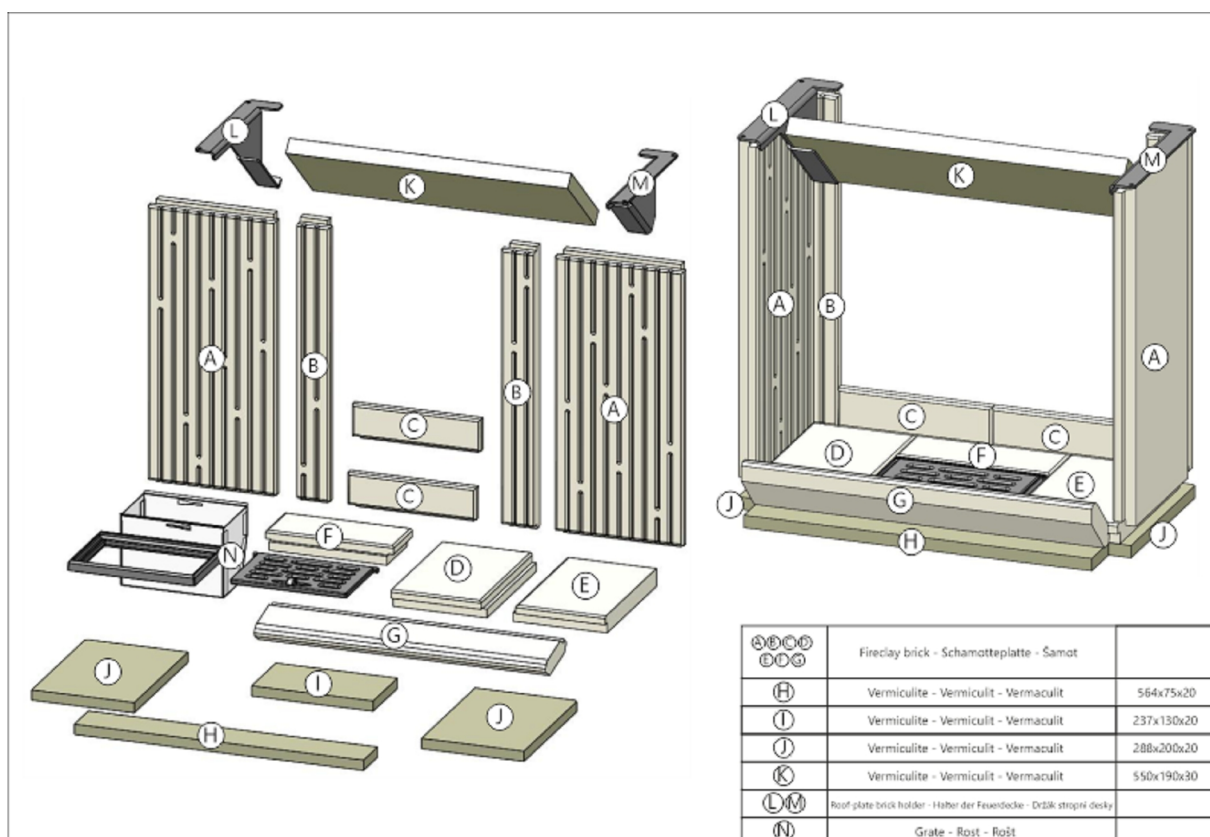 L
K
M
A
B
B
A
C
C
F
N
D
E
G
J
I
J
H
L
M
K
A
B
A
C
C
D
F
E
G
J
J
H
A B C D
E F G
Fireclay brick - Schamotteplatte - Šamot
H Vermiculite - Vermiculit - Vermaculit 564x75x20
I Vermiculite - Vermiculit - Vermaculit 237x130x20
J Vermiculite - Vermiculit - Vermaculit 288x200x20
K Vermiculite - Vermiculit - Vermaculit 550x190x30
L M Roof-plate brick holder - Halter der Feuerdecke - Držák stropní desky
N Grate - Rost - Rošt